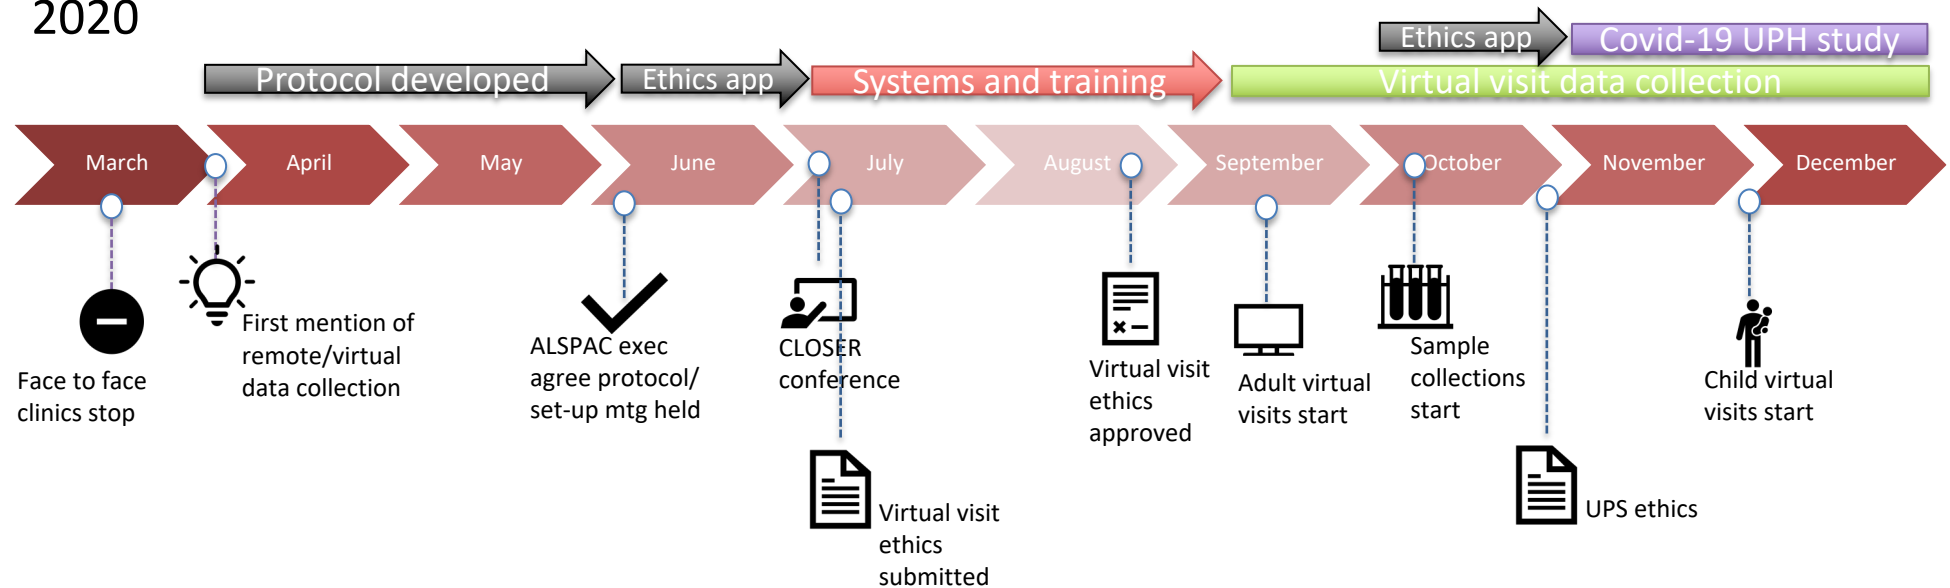 2020
Ethics app
Covid-19 UPH study
Protocol developed
Ethics app
Systems and training
Virtual visit data collection
March
April
May
June
July
August
September
October
November
December
Face to face
clinics stop
First mention of
remote/virtual
data collection
ALSPAC exec
agree protocol/
set-up mtg held
CLOSER
conference
Virtual visit
ethics
submitted
Virtual visit
ethics
approved
Adult virtual
visits start
Sample
collections
start
UPS ethics
Child virtual
visits start